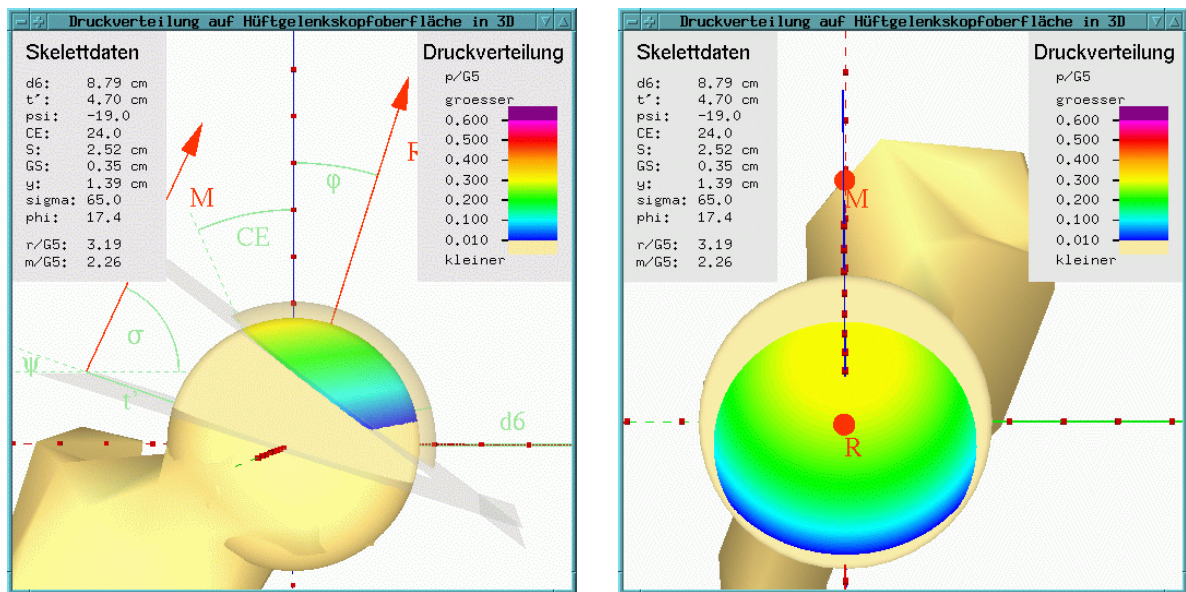 Druckverteilung auf Hüftgelenkskopfoberfläche in 3D
Skelettdaten
d6: 8.79 cm
t': 4.70 cm
psi: -19.0
CE: 24.0
S: 2.52 cm
GS: 0.35 cm
y: 1.39 cm
sigma: 65.0
phi: 17.4
r/G5: 3.19
m/G5: 2.26
Druckverteilung
p/G5
groesser
0.600
0.500
0.400
0.300
0.200
0.100
0.010
kleiner
R
φ
M
CE
σ
ψ
t'
d6
Druckverteilung auf Hüftgelenkskopfoberfläche in 3D
Skelettdaten
d6: 8.79 cm
t': 4.70 cm
psi: -19.0
CE: 24.0
S: 2.52 cm
GS: 0.35 cm
y: 1.39 cm
sigma: 65.0
phi: 17.4
r/G5: 3.19
m/G5: 2.26
Druckverteilung
p/G5
groesser
0.600
0.500
0.400
0.300
0.200
0.100
0.010
kleiner
M
R